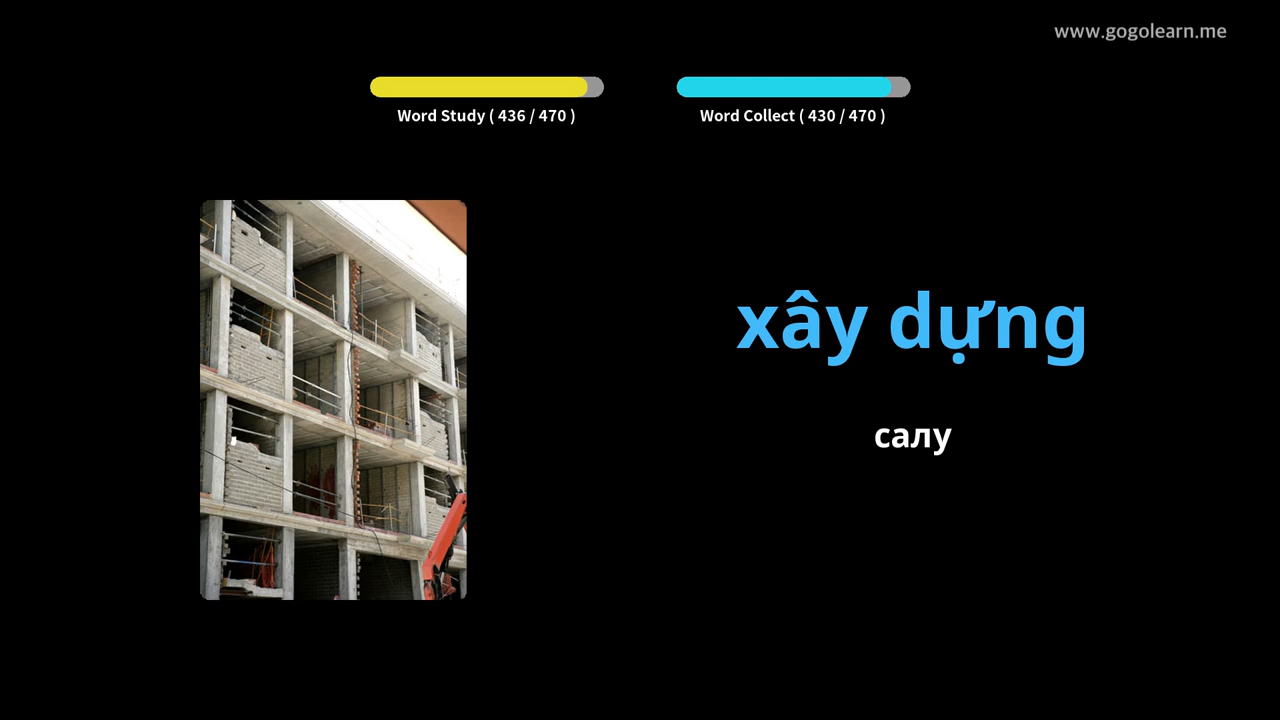 www.gogolearn.me
Word Study ( 436 / 470 )
Word Collect ( 430 / 470 )
xây dựng
салу